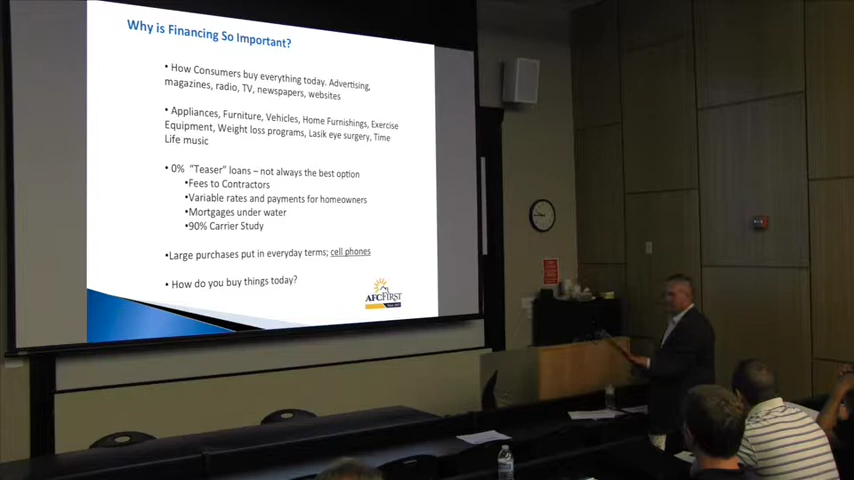 Why is Financing So Important?
• How Consumers buy everything today. Advertising,
magazines, radio, TV, newspapers, websites
• Appliances, Furniture, Vehicles, Home Furnishings, Exercise
Equipment, Weight loss programs, Lasik eye surgery, Time
Life music
• 0% "Teaser" loans – not always the best option
•Fees to Contractors
•Variable rates and payments for homeowners
•Mortgages under water
•90% Carrier Study
•Large purchases put in everyday terms; cell phones
• How do you buy things today?
AFCFIRST